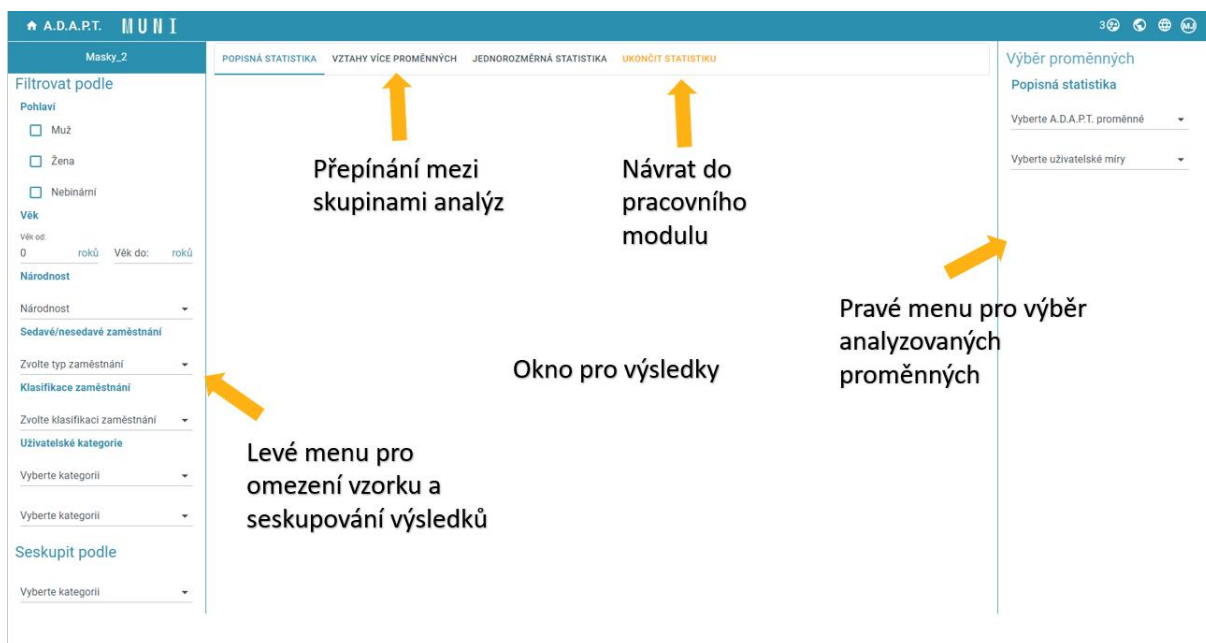 A.D.A.P.T. MUNI
3
MJ
Masky_2
Filtrovat podle
Pohlaví
Muž
Žena
Nebinární
Věk
Věk od:
0 roků Věk do: roků
Národnost
Národnost
Sedavé/nesedavé zaměstnání
Zvolte typ zaměstnání
Klasifikace zaměstnání
Zvolte klasifikaci zaměstnání
Uživatelské kategorie
Vyberte kategorii
Vyberte kategorii
Seskupit podle
Vyberte kategorii
POPISNÁ STATISTIKA VZTAHY VÍCE PROMĚNNÝCH JEDNOROZMĚRNÁ STATISTIKA UKONČIT STATISTIKU
Přepínání mezi
skupinami analýz
Návrat do
pracovního
modulu
Okno pro výsledky
Levé menu pro
omezení vzorku a
seskupování výsledků
Výběr proměnných
Popisná statistika
Vyberte A.D.A.P.T. proměnné
Vyberte uživatelské míry
Pravé menu pro výběr
analyzovaných
proměnných